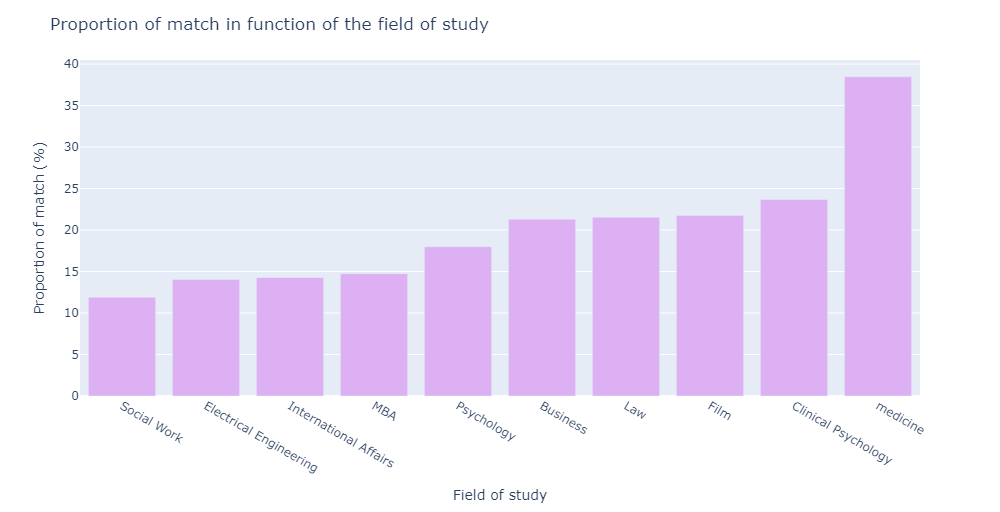 Proportion of match in function of the field of study
Proportion of match (%)
40
35
30
25
20
15
10
5
0
Social Work
Electrical Engineering
International Affairs
MBA
Psychology
Business
Law
Film
Clinical Psychology
medicine
Field of study